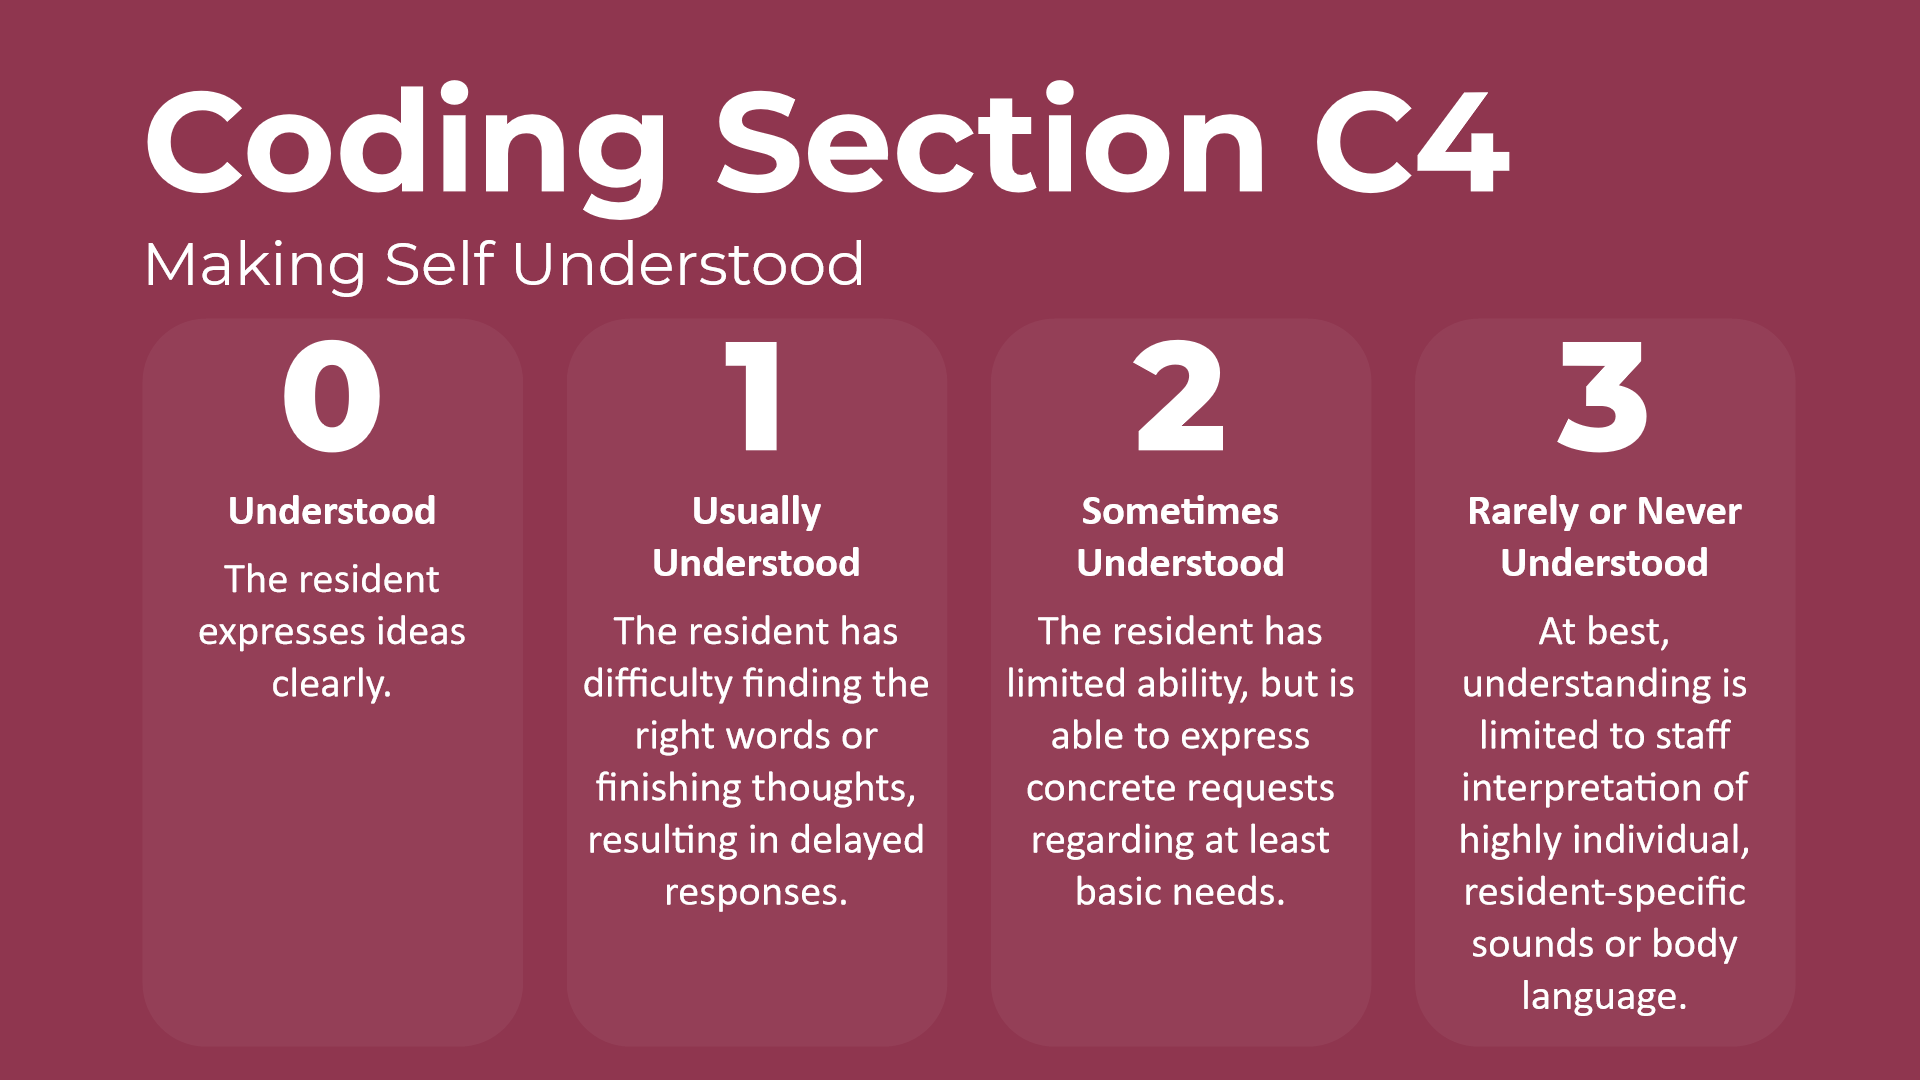 Coding Section C4
Making Self Understood
0
Understood
The resident
expresses ideas
clearly.
1
Usually
Understood
The resident has
difficulty finding the
right words or
finishing thoughts,
resulting in delayed
responses.
2
Sometimes
Understood
The resident has
limited ability, but is
able to express
concrete requests
regarding at least
basic needs.
3
Rarely or Never
Understood
At best,
understanding is
limited to staff
interpretation of
highly individual,
resident-specific
sounds or body
language.